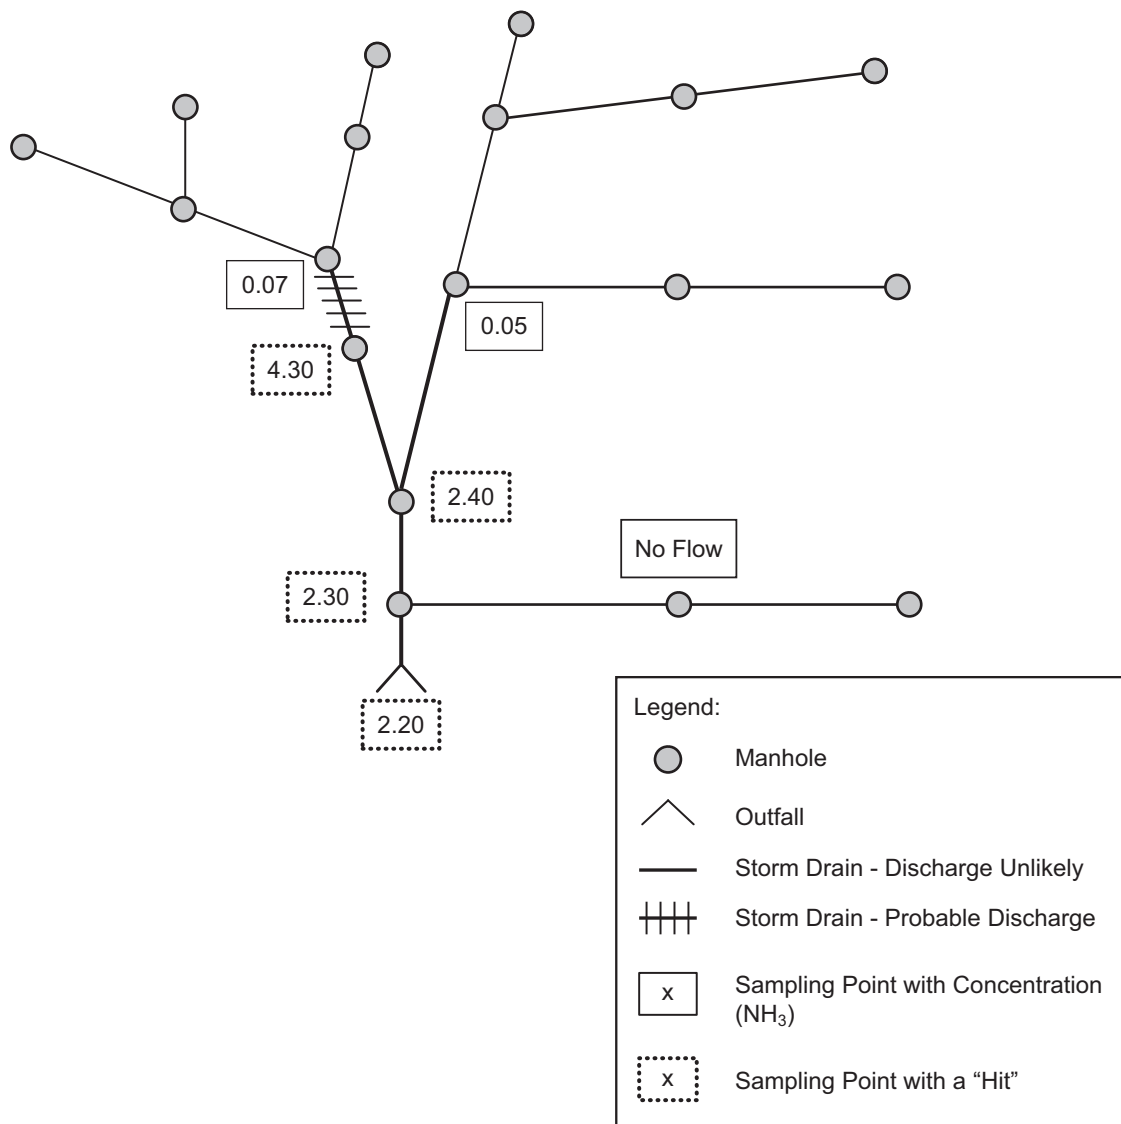 0.07
0.05
4.30
2.40
No Flow
2.30
2.20
Legend:
Manhole
Outfall
Storm Drain - Discharge Unlikely
Storm Drain - Probable Discharge
x
Sampling Point with Concentration
(NH₃)
x
Sampling Point with a “Hit”